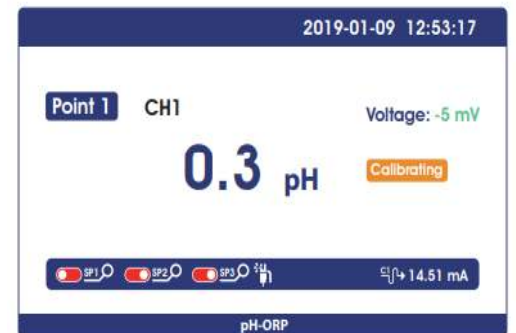 2019-01-09 12:53:17
Point 1 CH1
Voltage: -5 mV
0.3 pH
Calibrating
SP1 SP2 SP3 14.51 mA
pH-ORP